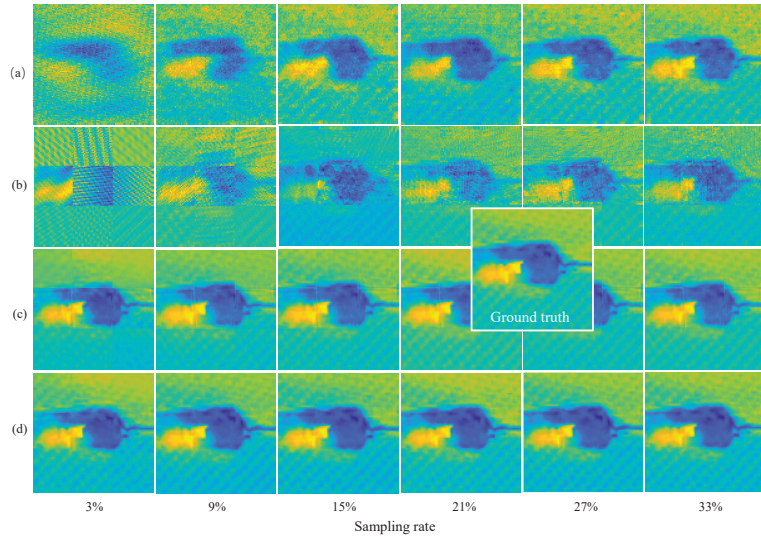 (a)
(b)
Ground truth
(c)
(d)
3% 9% 15% 21% 27% 33%
Sampling rate